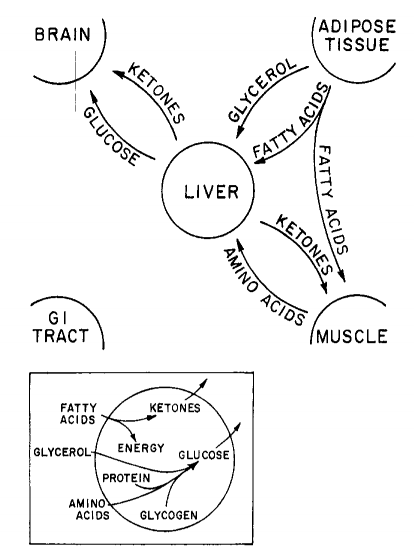 BRAIN
ADIPOSE
TISSUE
KETONES
GLUCOSE
GLYCEROL
FATTY ACIDS
FATTY ACIDS
LIVER
KETONES
AMINO ACIDS
GI
TRACT
MUSCLE
FATTY
ACIDS
KETONES
ENERGY
GLYCEROL
GLUCOSE
PROTEIN
AMINO
ACIDS
GLYCOGEN